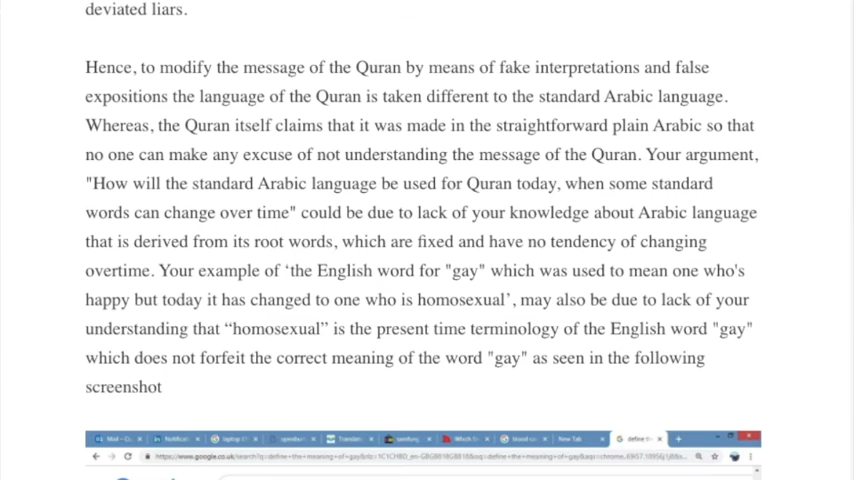 deviated liars.
Hence, to modify the message of the Quran by means of fake interpretations and false
expositions the language of the Quran is taken different to the standard Arabic language.
Whereas, the Quran itself claims that it was made in the straightforward plain Arabic so that
no one can make any excuse of not understanding the message of the Quran. Your argument,
"How will the standard Arabic language be used for Quran today, when some standard
words can change over time" could be due to lack of your knowledge about Arabic language
that is derived from its root words, which are fixed and have no tendency of changing
overtime. Your example of ‘the English word for "gay" which was used to mean one who's
happy but today it has changed to one who is homosexual’, may also be due to lack of your
understanding that “homosexual” is the present time terminology of the English word "gay"
which does not forfeit the correct meaning of the word "gay" as seen in the following
screenshot
Mail New Tab